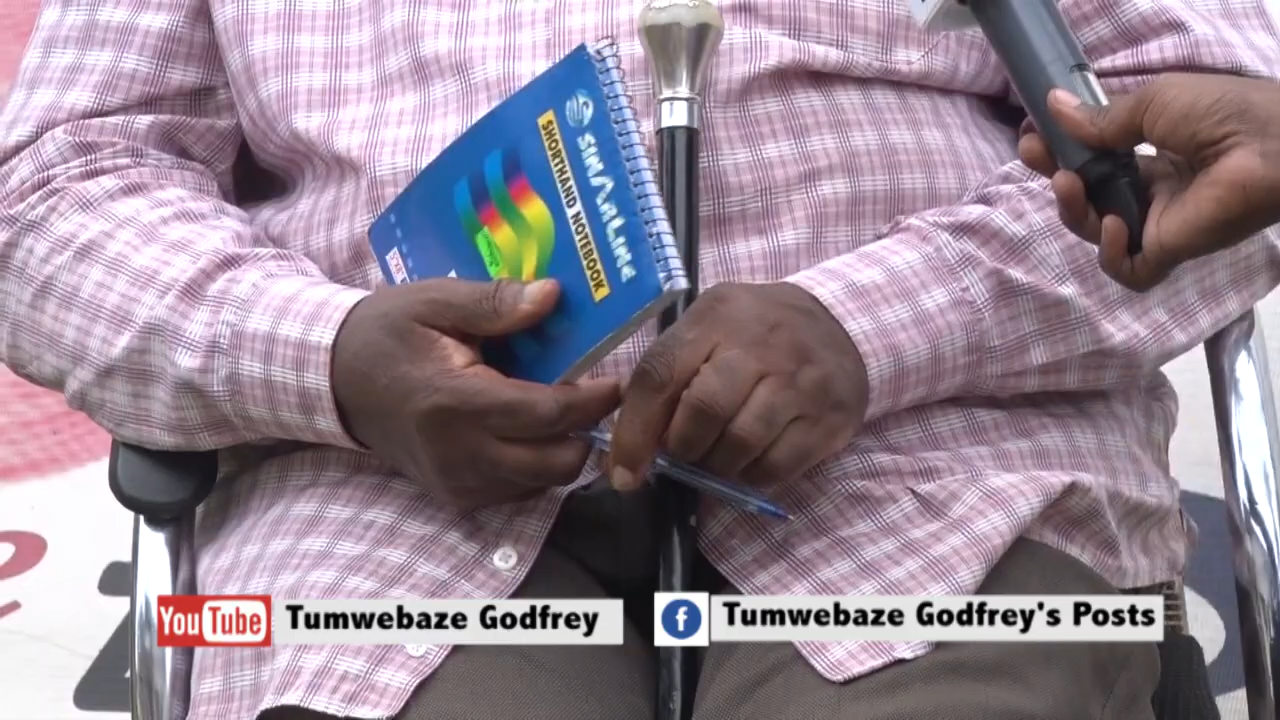 SINARLINE
SHORTHAND NOTEBOOK
YouTube
Tumwebaze Godfrey
f
Tumwebaze Godfrey's Posts